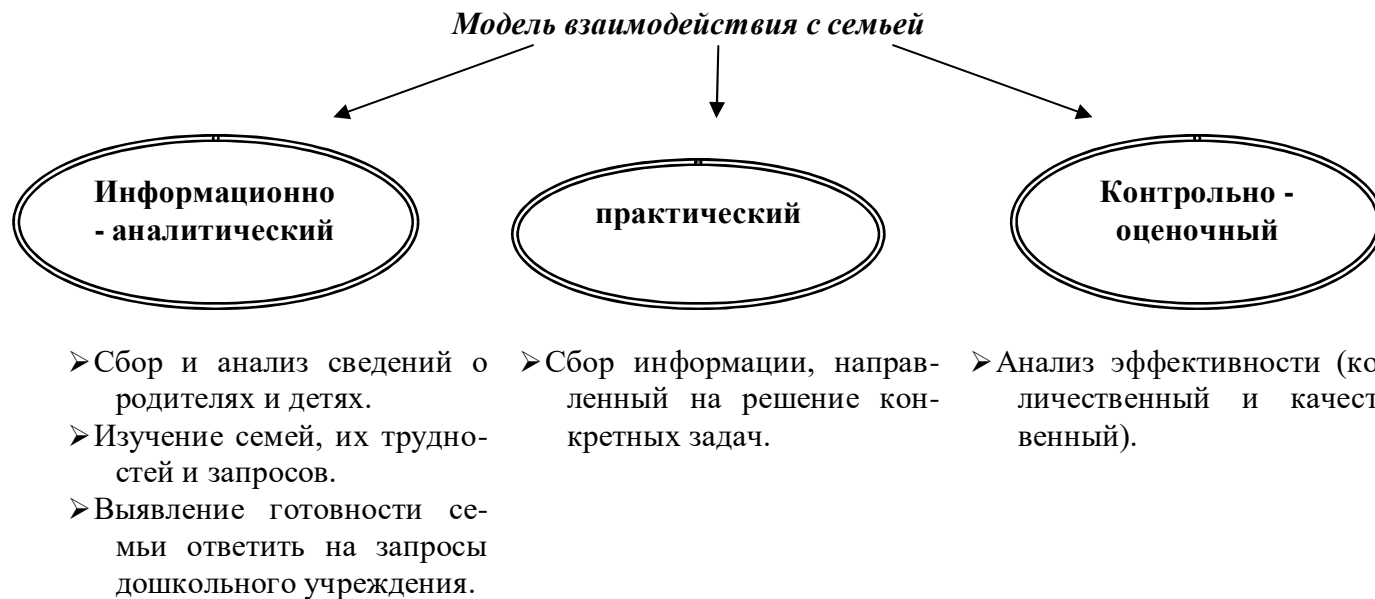 Модель взаимодействия с семьей
Информационно
- аналитический
практический
Контрольно -
оценочный
➢Сбор и анализ сведений о
родителях и детях.
➢Изучение семей, их трудно-
стей и запросов.
➢Выявление готовности се-
мьи ответить на запросы
дошкольного учреждения.
➢Сбор информации, направ-
ленный на решение кон-
кретных задач.
➢Анализ эффективности (ко
личественный и качест
венный).